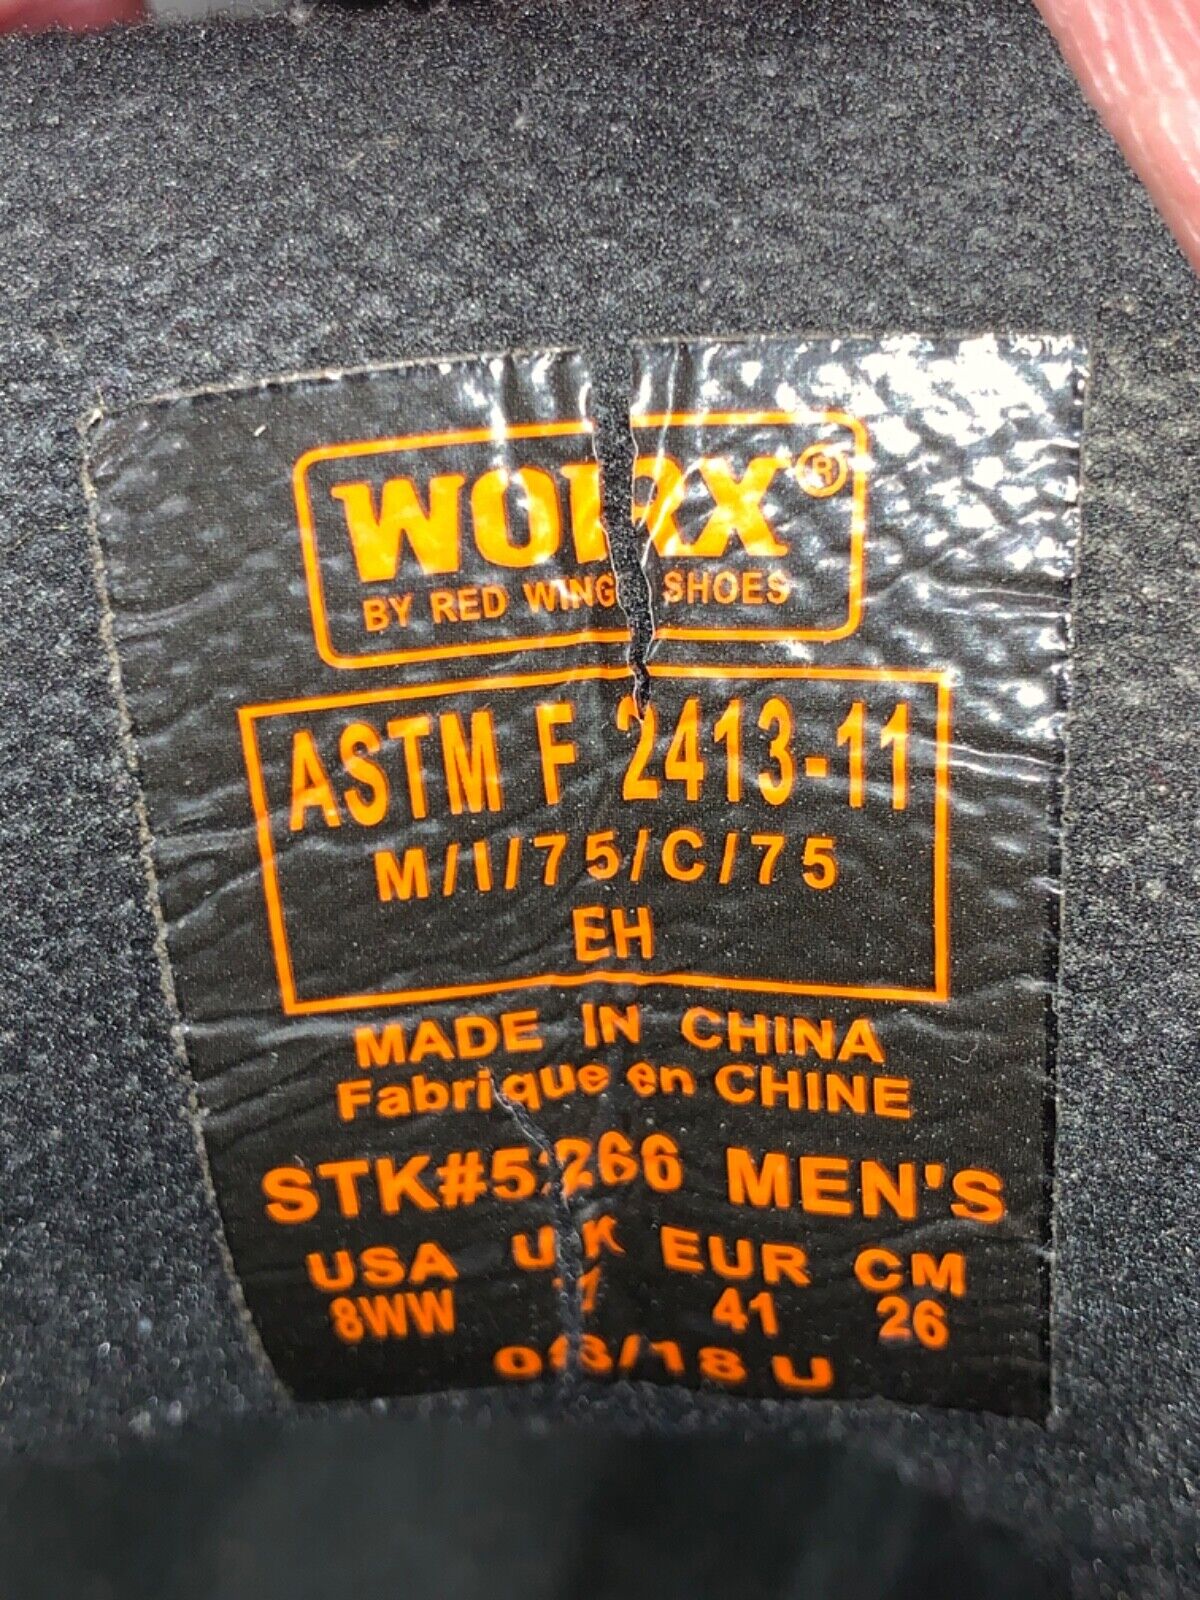 WORX®
BY RED WING SHOES
ASTM F 2413-11
M/I/75/C/75
EH
MADE IN CHINA
Fabrique en CHINE
STK#5266 MEN'S
USA UK EUR CM
8WW 41 26